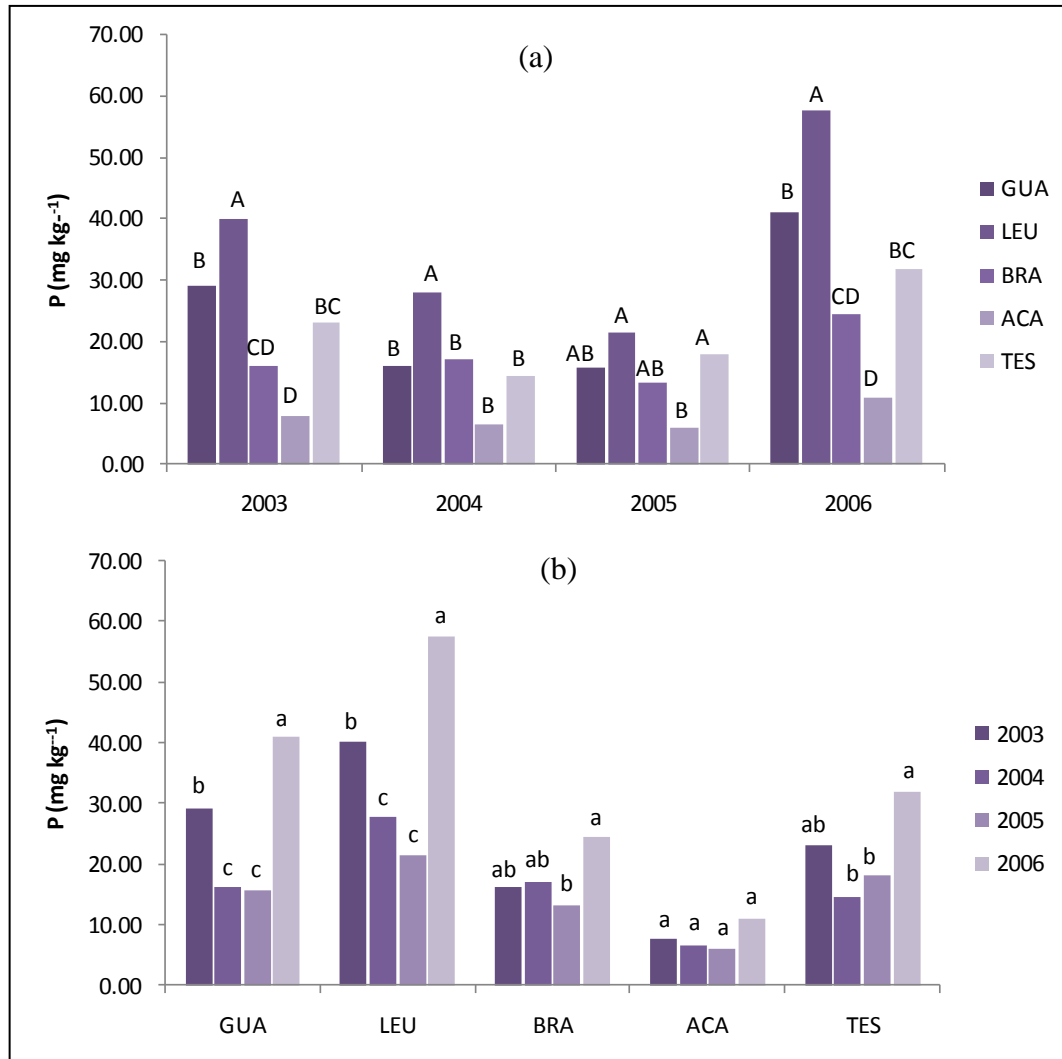 70.00
(a)
60.00
A
50.00
P (mg kg-¹)
A
B
GUA
40.00
LEU
B
A
BC
30.00
BC
A
CD
BRA
20.00
CD
B
B
AB
AB
A
ACA
D
B
B
D
TES
10.00
0.00
2003 2004 2005 2006
70.00
(b)
60.00
a
50.00
P (mg kg⁻¹)
a
b
2003
40.00
b
a
2004
30.00
c
a
ab
2005
20.00
c c
c
ab ab
b
b b
2006
10.00
a a a
a
0.00
GUA LEU BRA ACA TES